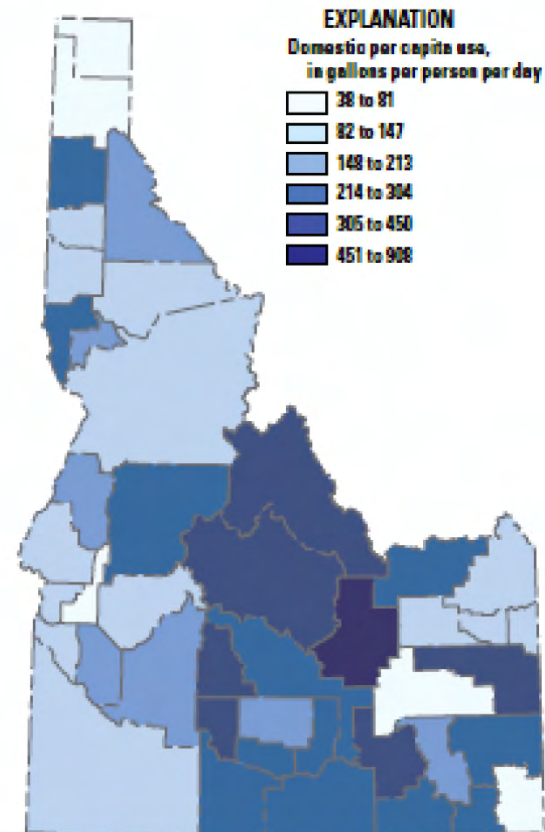 EXPLANATION
Domestic per capita use,
in gallons per person per day
38 to 81
82 to 147
148 to 213
214 to 304
305 to 450
451 to 908